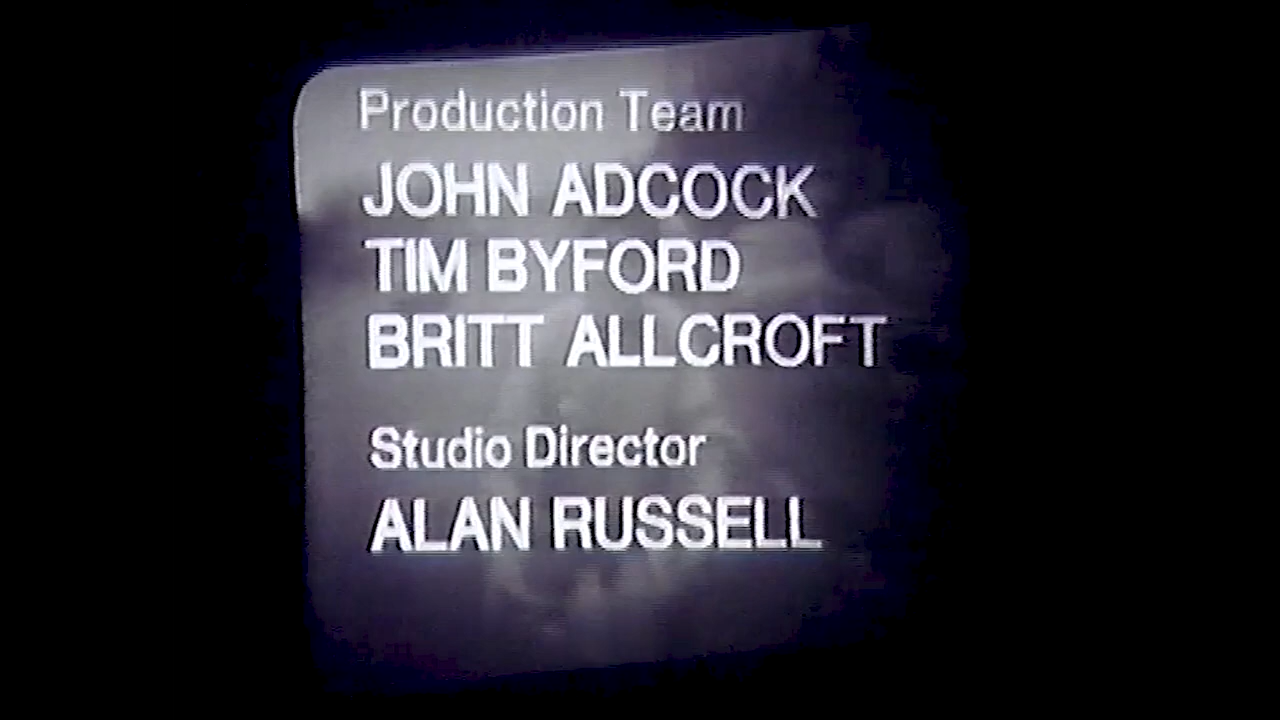 Production Team
JOHN ADCOCK
TIM BYFORD
BRITT ALLCROFT
Studio Director
ALAN RUSSELL